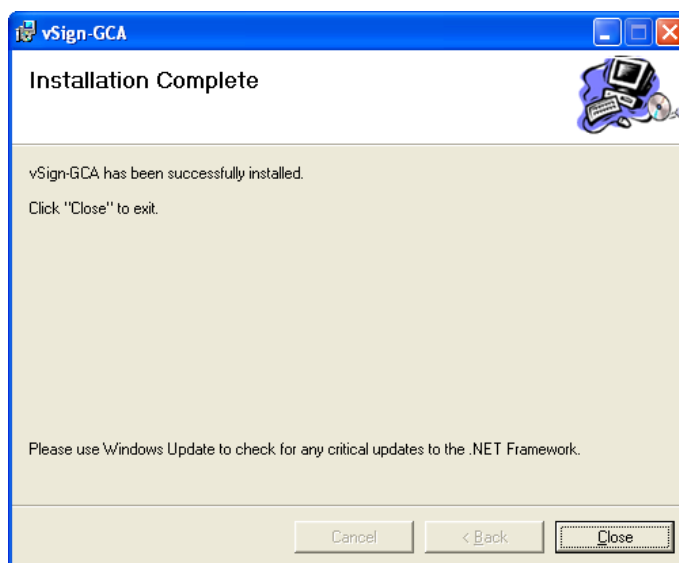 vSign-GCA
Installation Complete
vSign-GCA has been successfully installed.
Click "Close" to exit.
Please use Windows Update to check for any critical updates to the .NET Framework.
Cancel
< Back
Close